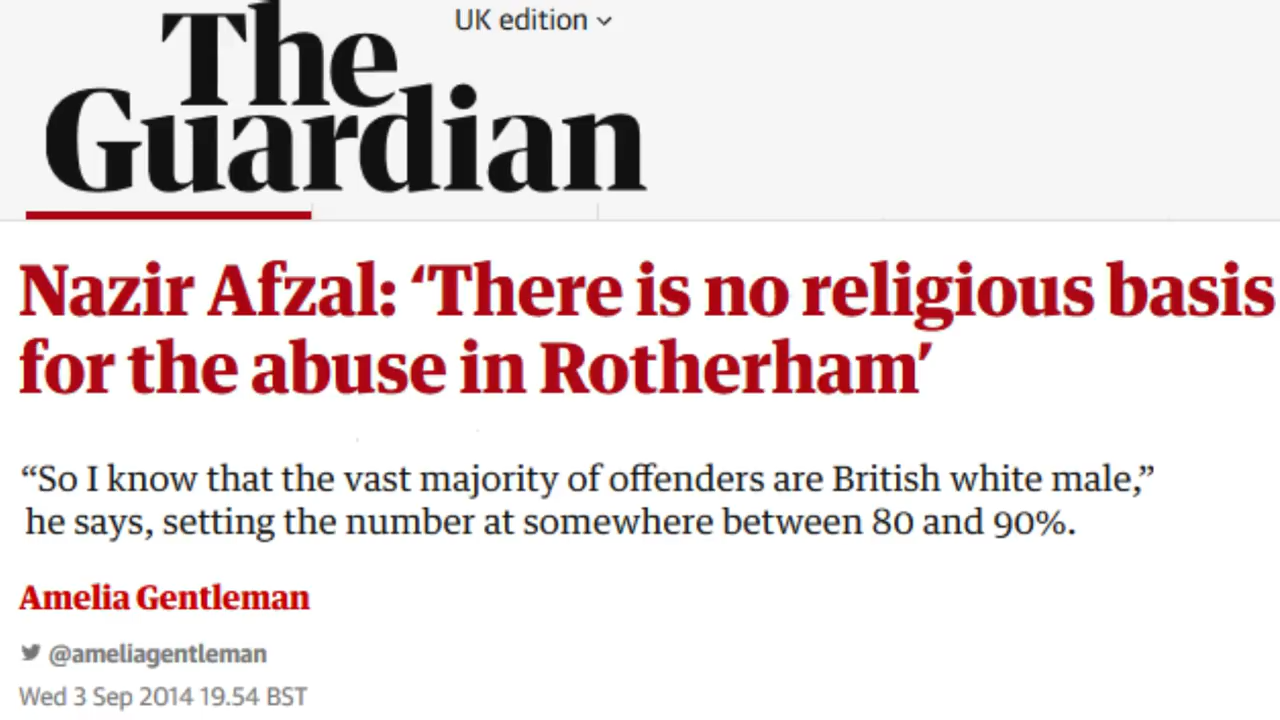 UK edition
The
Guardian
Nazir Afzal: ‘There is no religious basis
for the abuse in Rotherham’
“So I know that the vast majority of offenders are British white male,”
he says, setting the number at somewhere between 80 and 90%.
Amelia Gentleman
@ameliagentleman
Wed 3 Sep 2014 19.54 BST